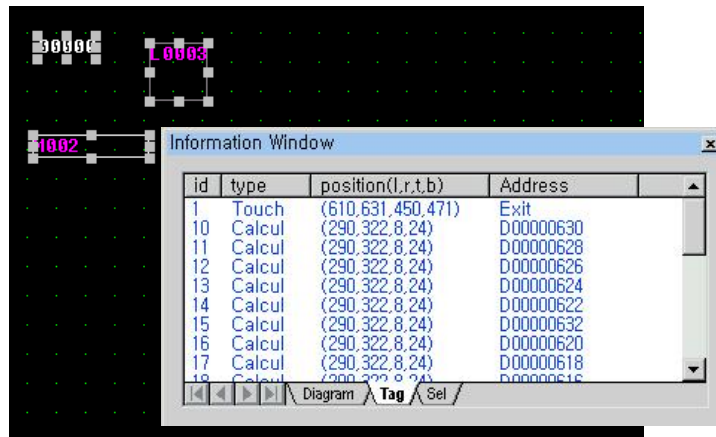 L0003
Information Window
id type position(l,r,t,b) Address
1 Touch (610,631,450,471) Exit
10 Calcul (290,322,8,24) D00000630
11 Calcul (290,322,8,24) D00000628
12 Calcul (290,322,8,24) D00000626
13 Calcul (290,322,8,24) D00000624
14 Calcul (290,322,8,24) D00000622
15 Calcul (290,322,8,24) D00000632
16 Calcul (290,322,8,24) D00000620
17 Calcul (290,322,8,24) D00000618
Diagram Tag Sel